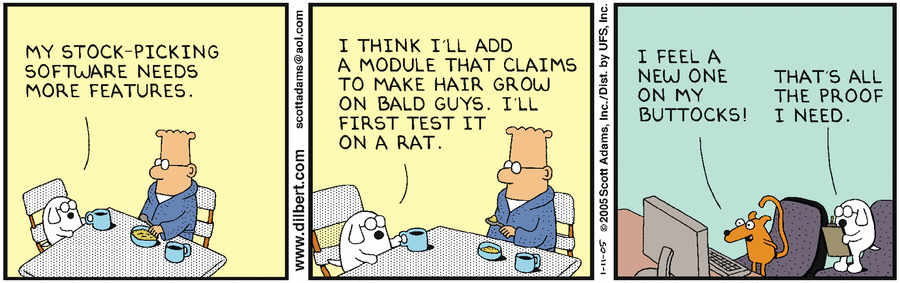 MY STOCK-PICKING
SOFTWARE NEEDS
MORE FEATURES.
www.dilbert.com
scottadams@aol.com
I THINK I'LL ADD
A MODULE THAT CLAIMS
TO MAKE HAIR GROW
ON BALD GUYS. I'LL
FIRST TEST IT
ON A RAT.
1-11-05
©2005 Scott Adams, Inc./Dist. by UFS, Inc.
I FEEL A
NEW ONE
ON MY
BUTTOCKS!
THAT'S ALL
THE PROOF
I NEED.